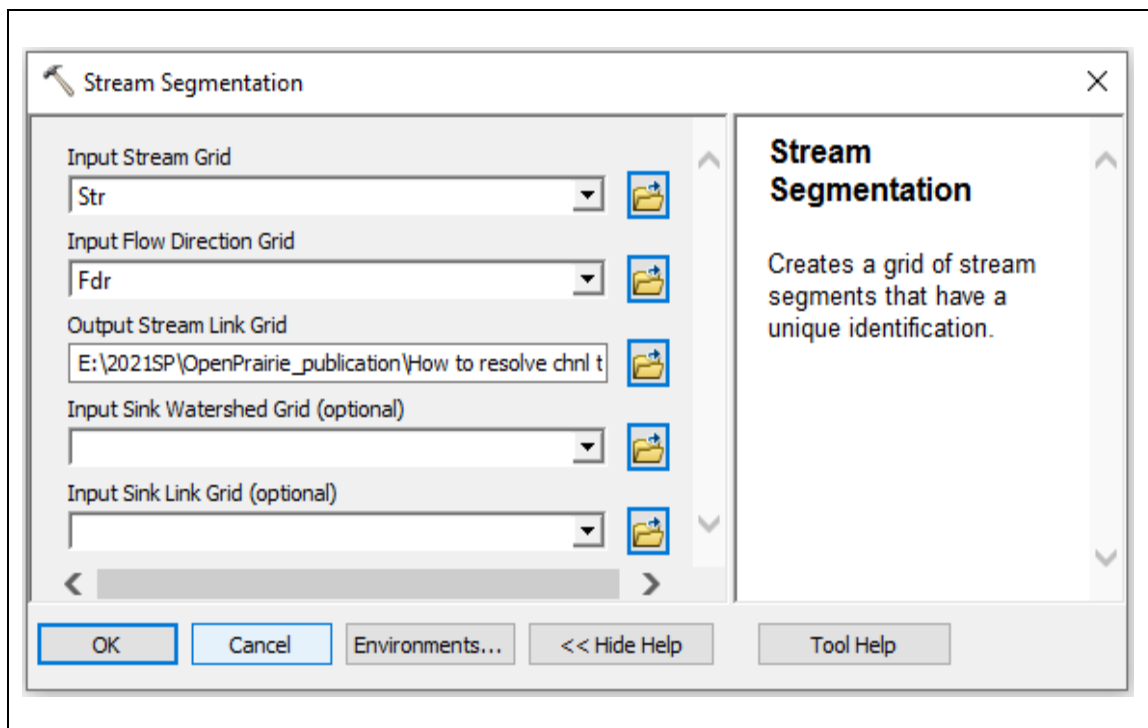 Stream Segmentation
Input Stream Grid
Str
Input Flow Direction Grid
Fdr
Output Stream Link Grid
E:\2021SP\OpenPrairie_publication\How to resolve chnl t
Input Sink Watershed Grid (optional)
Input Sink Link Grid (optional)
Stream
Segmentation
Creates a grid of stream
segments that have a
unique identification.
OK
Cancel
Environments...
<< Hide Help
Tool Help